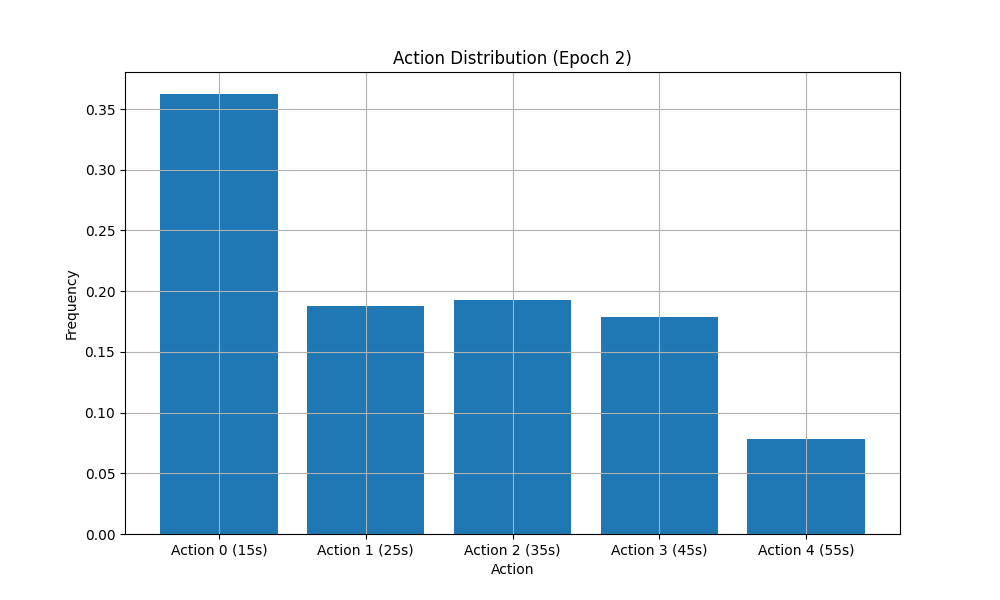 Action Distribution (Epoch 2)
0.35
0.30
0.25
0.20
0.15
0.10
0.05
0.00
Frequency
Action 0 (15s) Action 1 (25s) Action 2 (35s) Action 3 (45s) Action 4 (55s)
Action